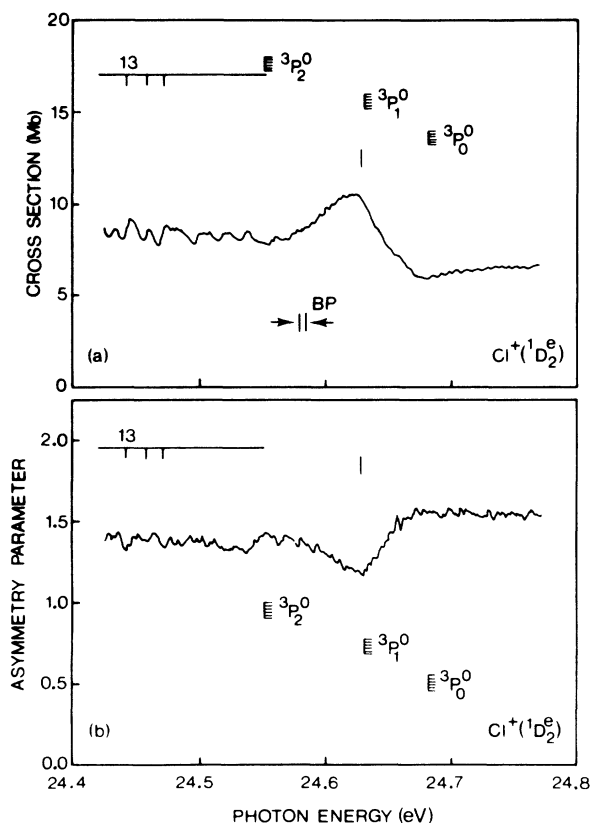 20
15
10
5
0
CROSS SECTION (Mb)
13
³P₂⁰
³P₁⁰
³P₀⁰
BP
(a)
Cl⁺(¹D₂ᵉ)
2.0
1.5
1.0
0.5
0.0
ASYMMETRY PARAMETER
13
³P₂⁰
³P₁⁰
³P₀⁰
(b)
Cl⁺(¹D₂ᵉ)
24.4 24.5 24.6 24.7 24.8
PHOTON ENERGY (eV)